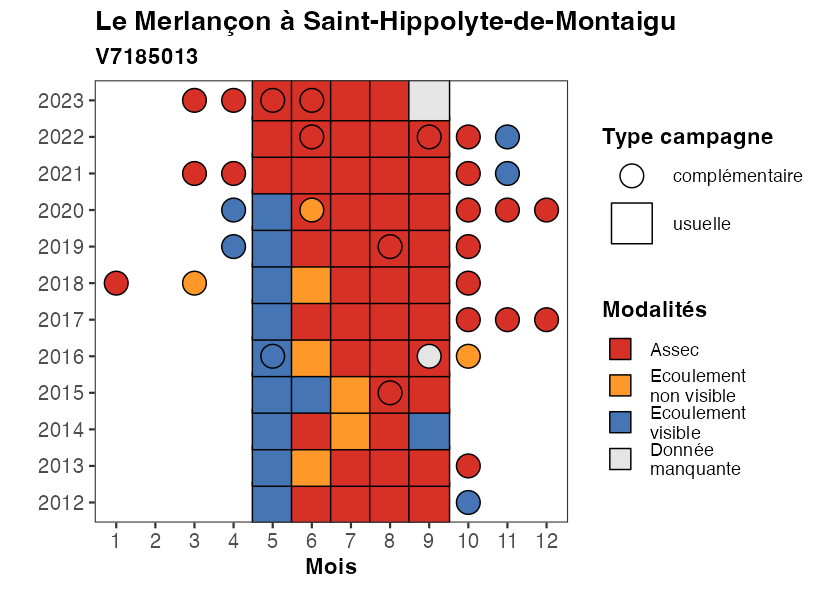 Le Merlançon à Saint-Hippolyte-de-Montaigu
V7185013
2023
2022
2021
2020
2019
2018
2017
2016
2015
2014
2013
2012
1 2 3 4 5 6 7 8 9 10 11 12
Mois
Type campagne
complémentaire
usuelle
Modalités
Assec
Ecoulement
non visible
Ecoulement
visible
Donnée
manquante